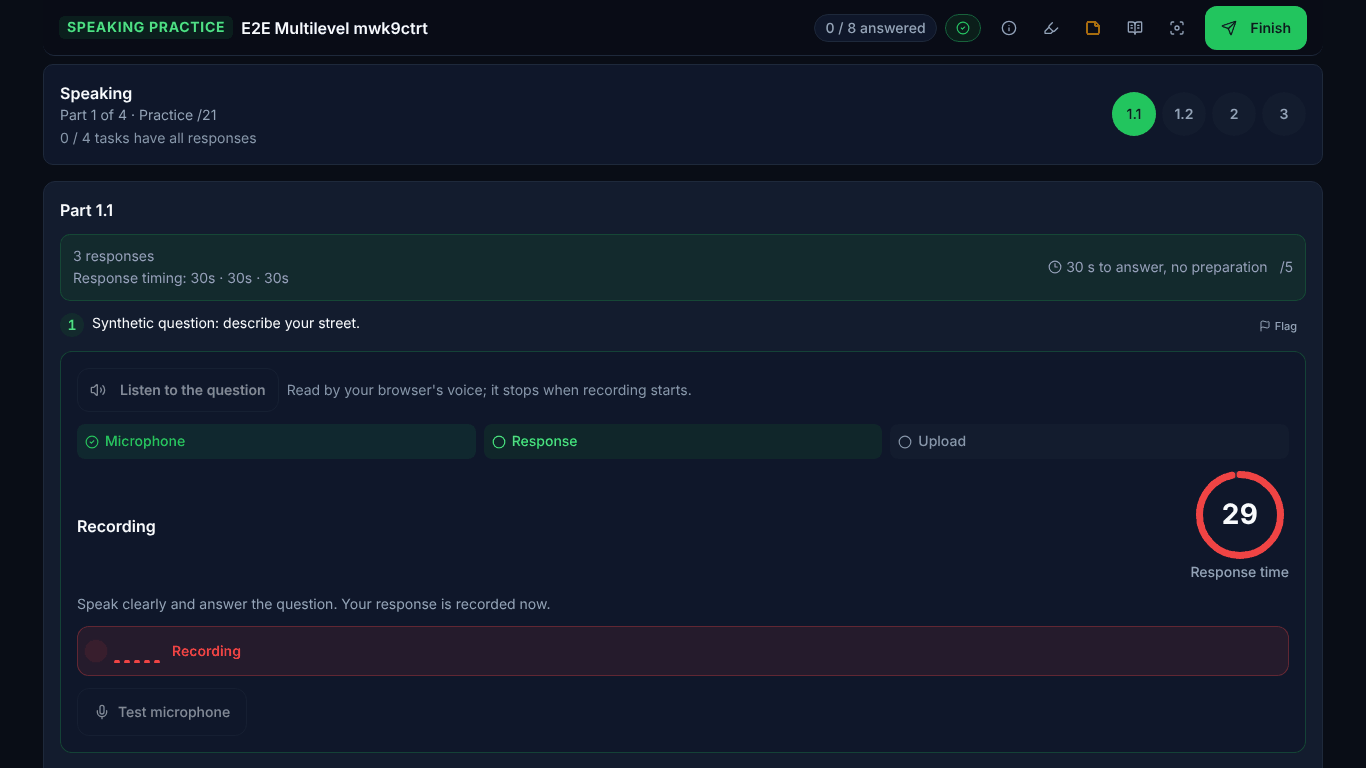 SPEAKING PRACTICE E2E Multilevel mwk9ctrt 0 / 8 answered Finish
Speaking
Part 1 of 4 · Practice /21
0 / 4 tasks have all responses
1.1 1.2 2 3
Part 1.1
3 responses
Response timing: 30s · 30s · 30s
30 s to answer, no preparation /5
1 Synthetic question: describe your street. Flag
Listen to the question Read by your browser's voice; it stops when recording starts.
Microphone Response Upload
29
Recording
Response time
Speak clearly and answer the question. Your response is recorded now.
Recording
Test microphone